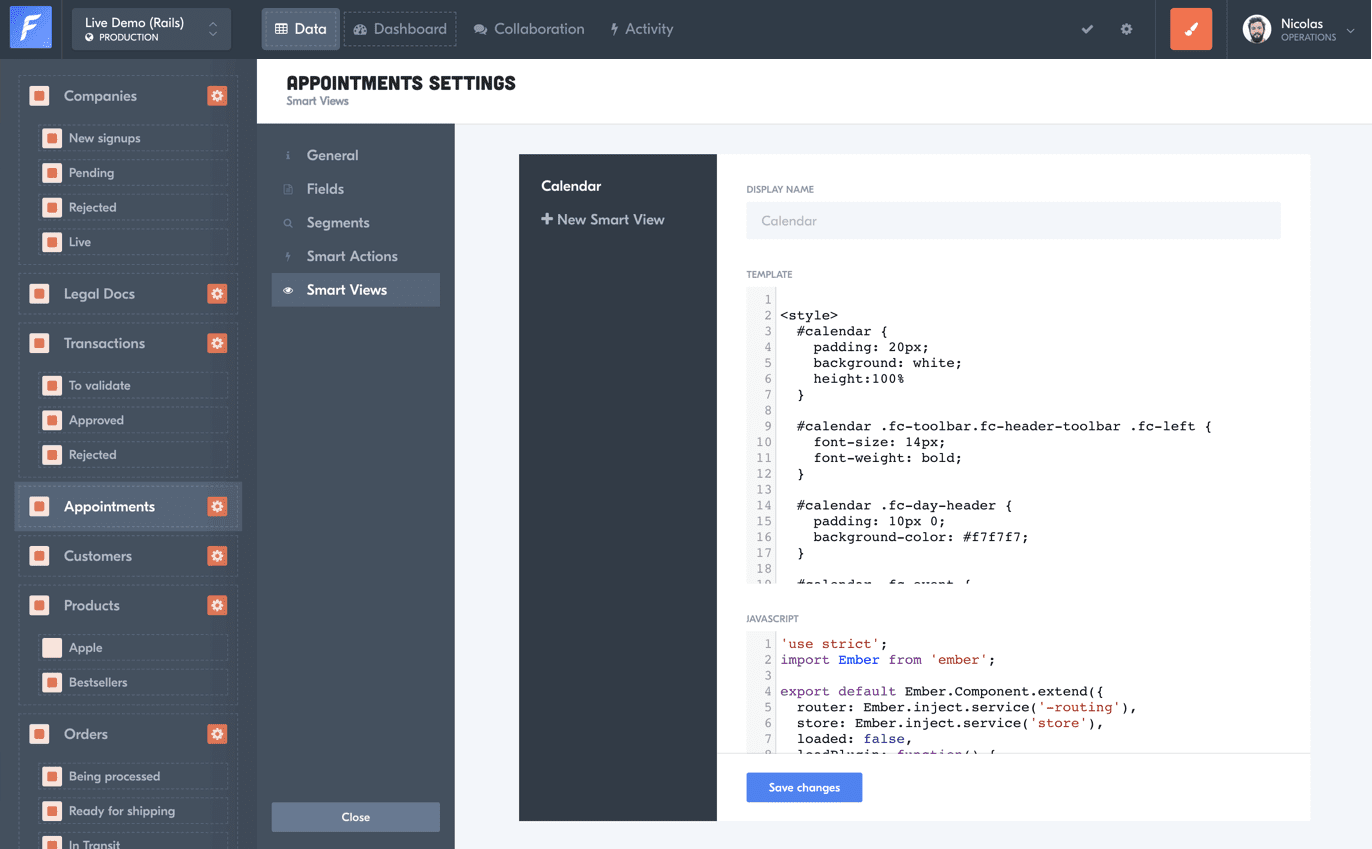 Live Demo (Rails)
PRODUCTION
Data
Dashboard
Collaboration
Activity
Nicolas
OPERATIONS
Companies
New signups
Pending
Rejected
Live
Legal Docs
Transactions
To validate
Approved
Rejected
Appointments
Customers
Products
Apple
Bestsellers
Orders
Being processed
Ready for shipping
In Transit
APPOINTMENTS SETTINGS
Smart Views
General
Fields
Segments
Smart Actions
Smart Views
Close
Calendar
New Smart View
DISPLAY NAME
Calendar
TEMPLATE
1
2 <style>
3 #calendar {
4 padding: 20px;
5 background: white;
6 height:100%
7 }
8
9 #calendar .fc-toolbar.fc-header-toolbar .fc-left {
10 font-size: 14px;
11 font-weight: bold;
12 }
13
14 #calendar .fc-day-header {
15 padding: 10px 0;
16 background-color: #f7f7f7;
17 }
18
19 #calendar .fc-event {
JAVASCRIPT
1 'use strict';
2 import Ember from 'ember';
3
4 export default Ember.Component.extend({
5 router: Ember.inject.service('-routing'),
6 store: Ember.inject.service('store'),
7 loaded: false,
8 loadPlugin: function() {
Save changes